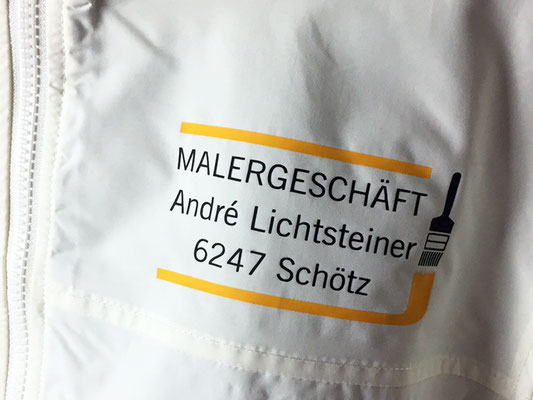 MALERGESCHÄFT
André Lichtsteiner
6247 Schötz